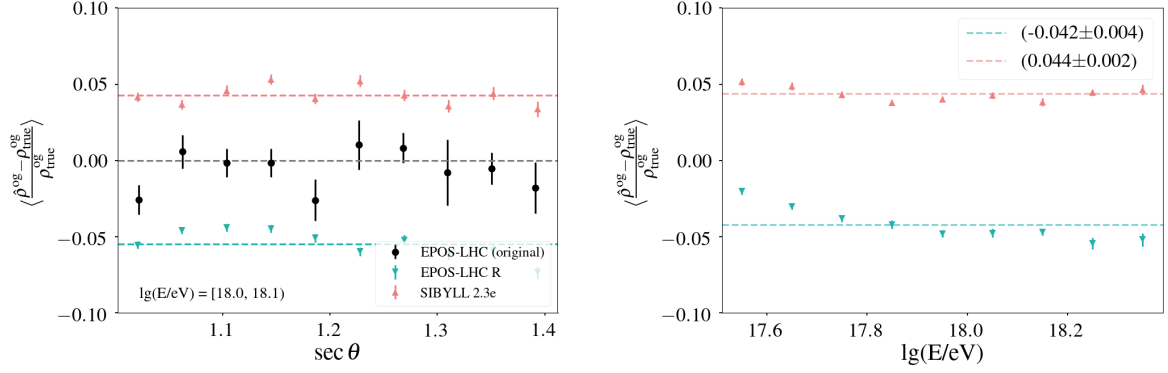 0.10
0.05
0.00
−0.05
−0.10
⟨ρ̂^og − ρ^og_true / ρ^og_true⟩
EPOS-LHC (original)
EPOS-LHC R
SIBYLL 2.3e
lg(E/eV) = [18.0, 18.1)
1.1 1.2 1.3 1.4
sec θ
0.10
0.05
0.00
−0.05
−0.10
⟨ρ̂^og − ρ^og_true / ρ^og_true⟩
(-0.042±0.004)
(0.044±0.002)
17.6 17.8 18.0 18.2
lg(E/eV)